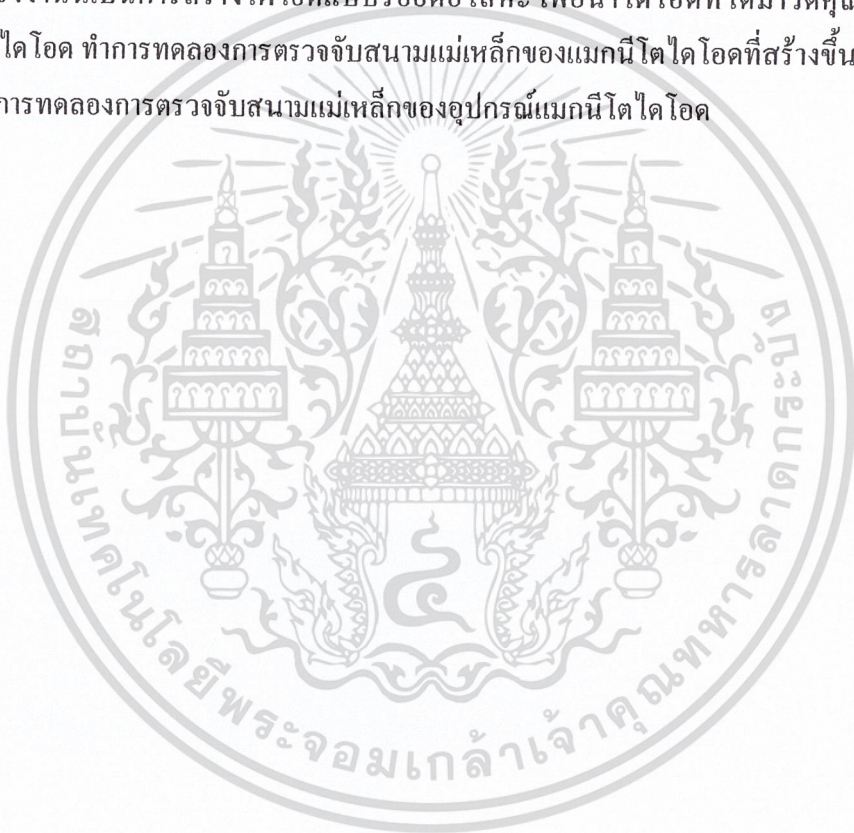 ไดโอด ทำการทดลองการตรวจจับสนามแม่เหล็กของแมกนีโตไดโอดที่สร้างขึ้น
การทดลองการตรวจจับสนามแม่เหล็กของอุปกรณ์แมกนีโตไดโอด
สถาบันเทคโนโลยีพระจอมเกล้าเจ้าคุณทหารลาดกระบัง